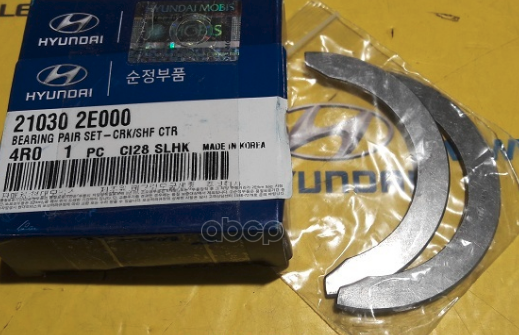 HYUNDAI
HYUNDAI MOBIS
HYUNDAI
순정부품
21030 2E000
BEARING PAIR SET-CRK/SHF CTR
4R0 1 PC CI28 SLHK MADE IN KOREA
HYUNDAI
abcp